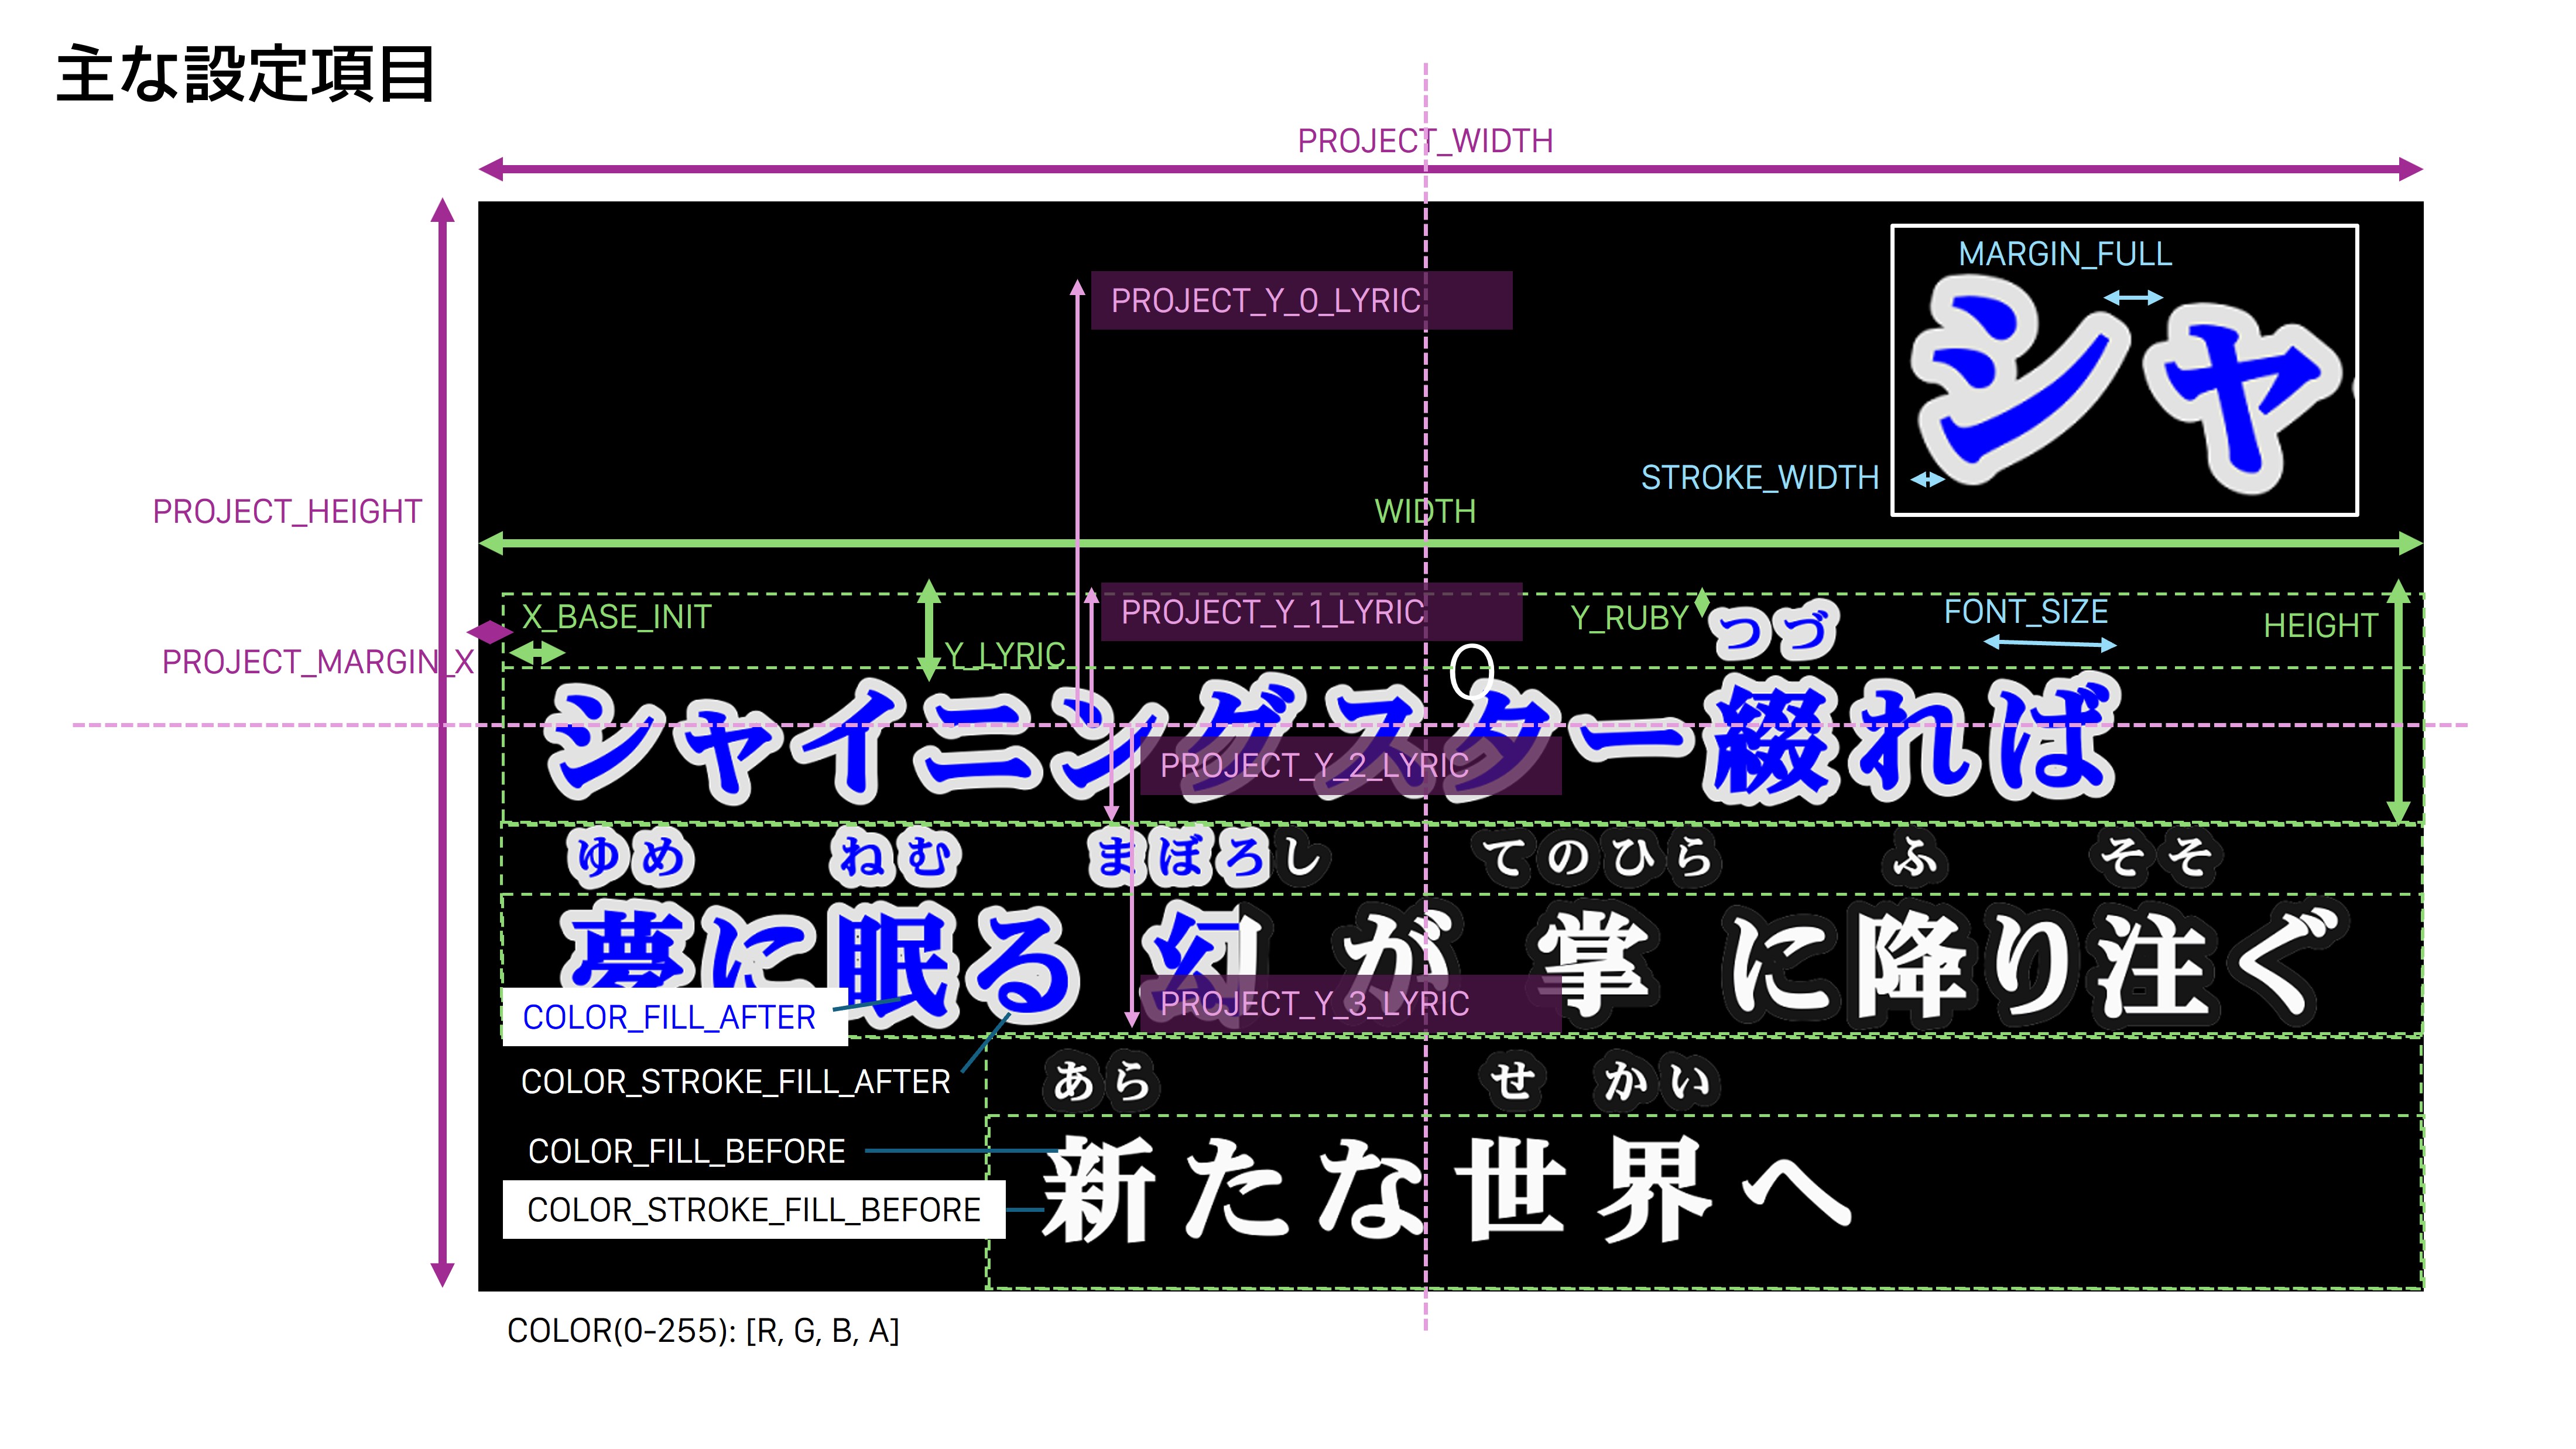 主な設定項目
PROJECT_WIDTH
MARGIN_FULL
PROJECT_Y_0_LYRIC
シャ
STROKE_WIDTH
PROJECT_HEIGHT
WIDTH
X_BASE_INIT
PROJECT_Y_1_LYRIC
Y_RUBY
つづ
FONT_SIZE
HEIGHT
PROJECT_MARGIN_X
Y_LYRIC
0
シャイニングスター綴れば
PROJECT_Y_2_LYRIC
ゆめ ねむ まぼろし てのひら ふ そそ
夢に眠る 幻 が 掌 に降り注ぐ
PROJECT_Y_3_LYRIC
COLOR_FILL_AFTER
COLOR_STROKE_FILL_AFTER
あら せ かい
COLOR_FILL_BEFORE
新たな世界へ
COLOR_STROKE_FILL_BEFORE
COLOR(0-255): [R, G, B, A]